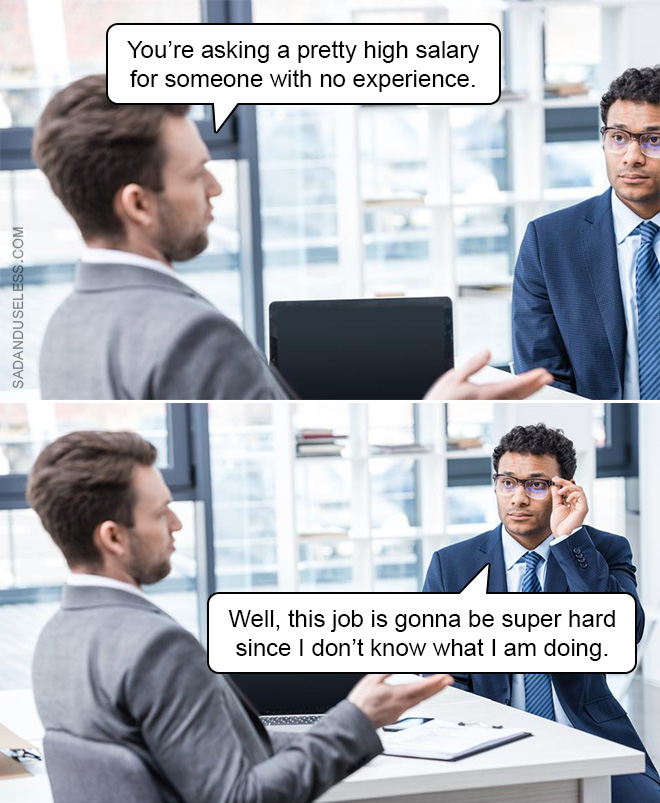 You’re asking a pretty high salary
for someone with no experience.
SADANDUSELESS.COM
Well, this job is gonna be super hard
since I don’t know what I am doing.